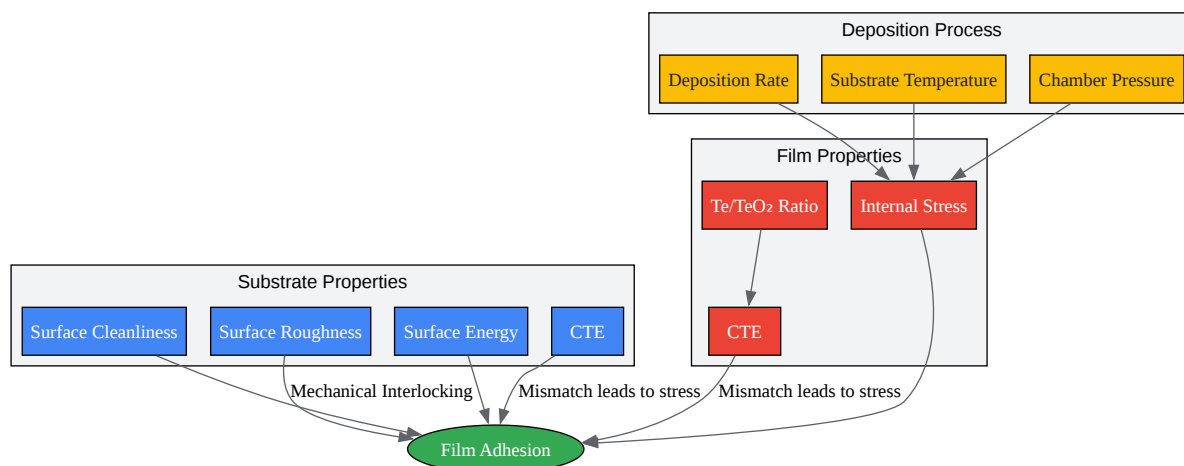 Deposition Process
Deposition Rate
Substrate Temperature
Chamber Pressure
Film Properties
Te/TeO₂ Ratio
Internal Stress
Substrate Properties
Surface Cleanliness
Surface Roughness
Surface Energy
CTE
CTE
Mechanical Interlocking
Mismatch leads to stress
Mismatch leads to stress
Film Adhesion